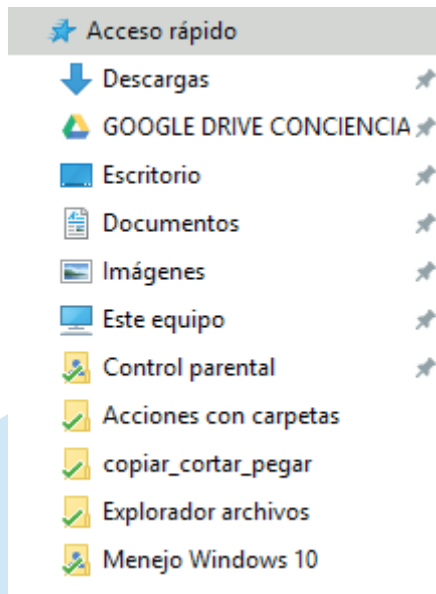 Acceso rápido
Descargas
GOOGLE DRIVE CONCIENCIA
Escritorio
Documentos
Imágenes
Este equipo
Control parental
Acciones con carpetas
copiar_cortar_pegar
Explorador archivos
Menejo Windows 10